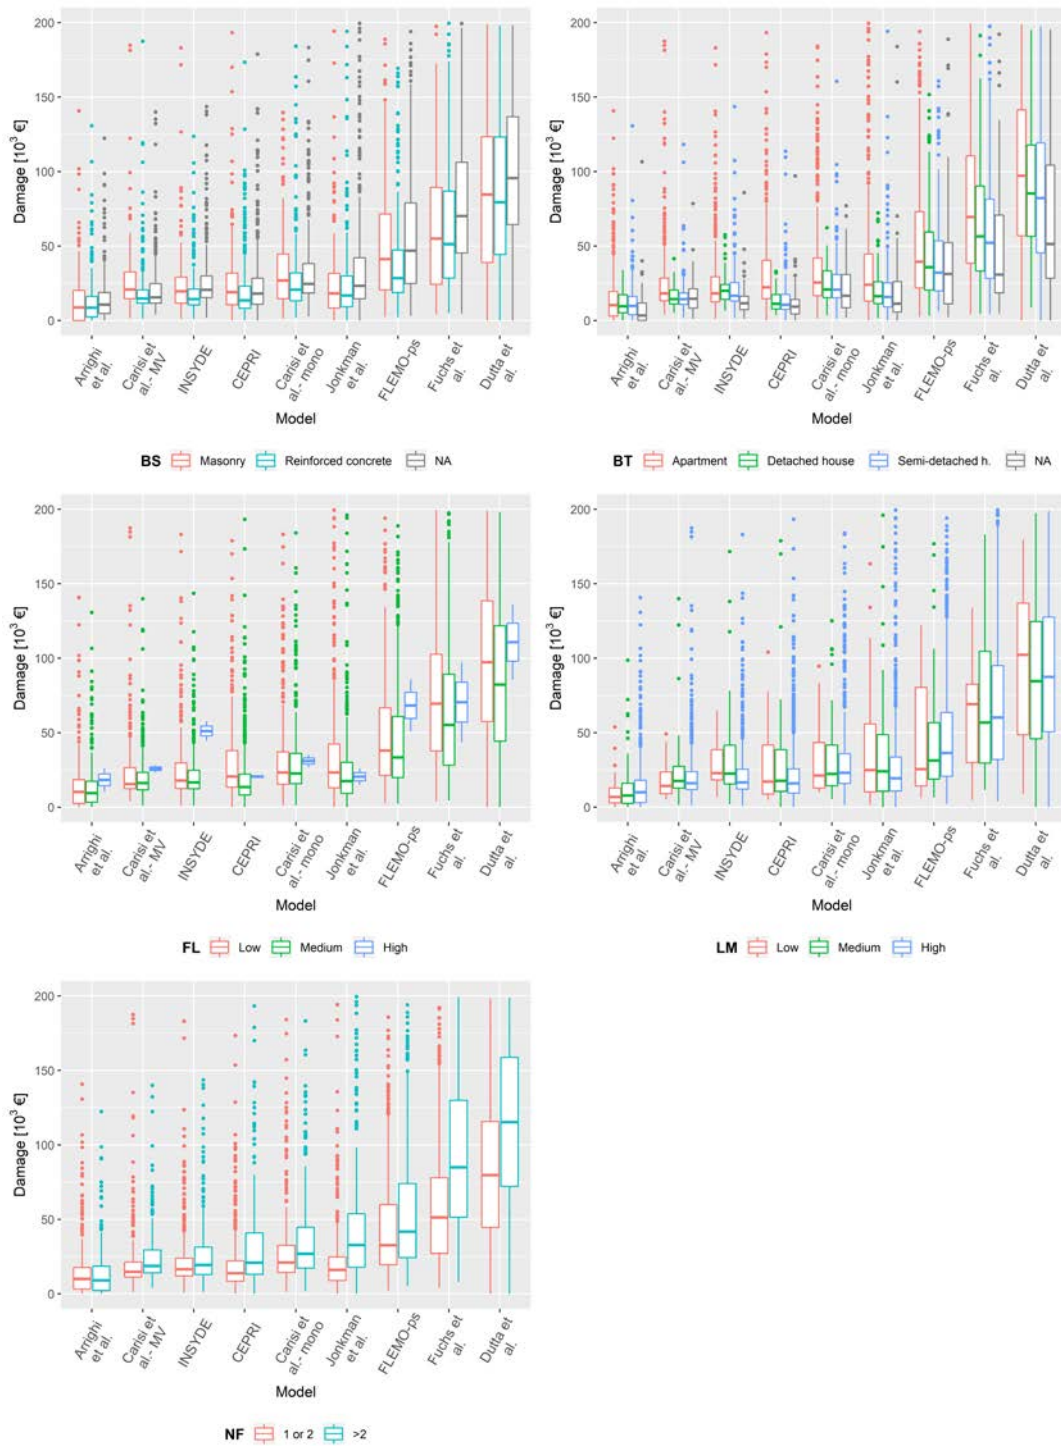 200
150
100
50
0
Damage [10³ €]
Arrighi
et al.
Carisi et
al.- MV
INSYDE
CEPRI
Carisi et
al.- mono
Jonkman
et al.
FLEMO-ps
Fuchs et
al.
Dutta et
al.
Model
BS Masonry Reinforced concrete NA
200
150
100
50
0
Damage [10³ €]
Arrighi
et al.
Carisi et
al.- MV
INSYDE
CEPRI
Carisi et
al.- mono
Jonkman
et al.
FLEMO-ps
Fuchs et
al.
Dutta et
al.
Model
BT Apartment Detached house Semi-detached h. NA
200
150
100
50
0
Damage [10³ €]
Arrighi
et al.
Carisi et
al.- MV
INSYDE
CEPRI
Carisi et
al.- mono
Jonkman
et al.
FLEMO-ps
Fuchs et
al.
Dutta et
al.
Model
FL Low Medium High
200
150
100
50
0
Damage [10³ €]
Arrighi
et al.
Carisi et
al.- MV
INSYDE
CEPRI
Carisi et
al.- mono
Jonkman
et al.
FLEMO-ps
Fuchs et
al.
Dutta et
al.
Model
LM Low Medium High
200
150
100
50
0
Damage [10³ €]
Arrighi
et al.
Carisi et
al.- MV
INSYDE
CEPRI
Carisi et
al.- mono
Jonkman
et al.
FLEMO-ps
Fuchs et
al.
Dutta et
al.
Model
NF 1 or 2 >2